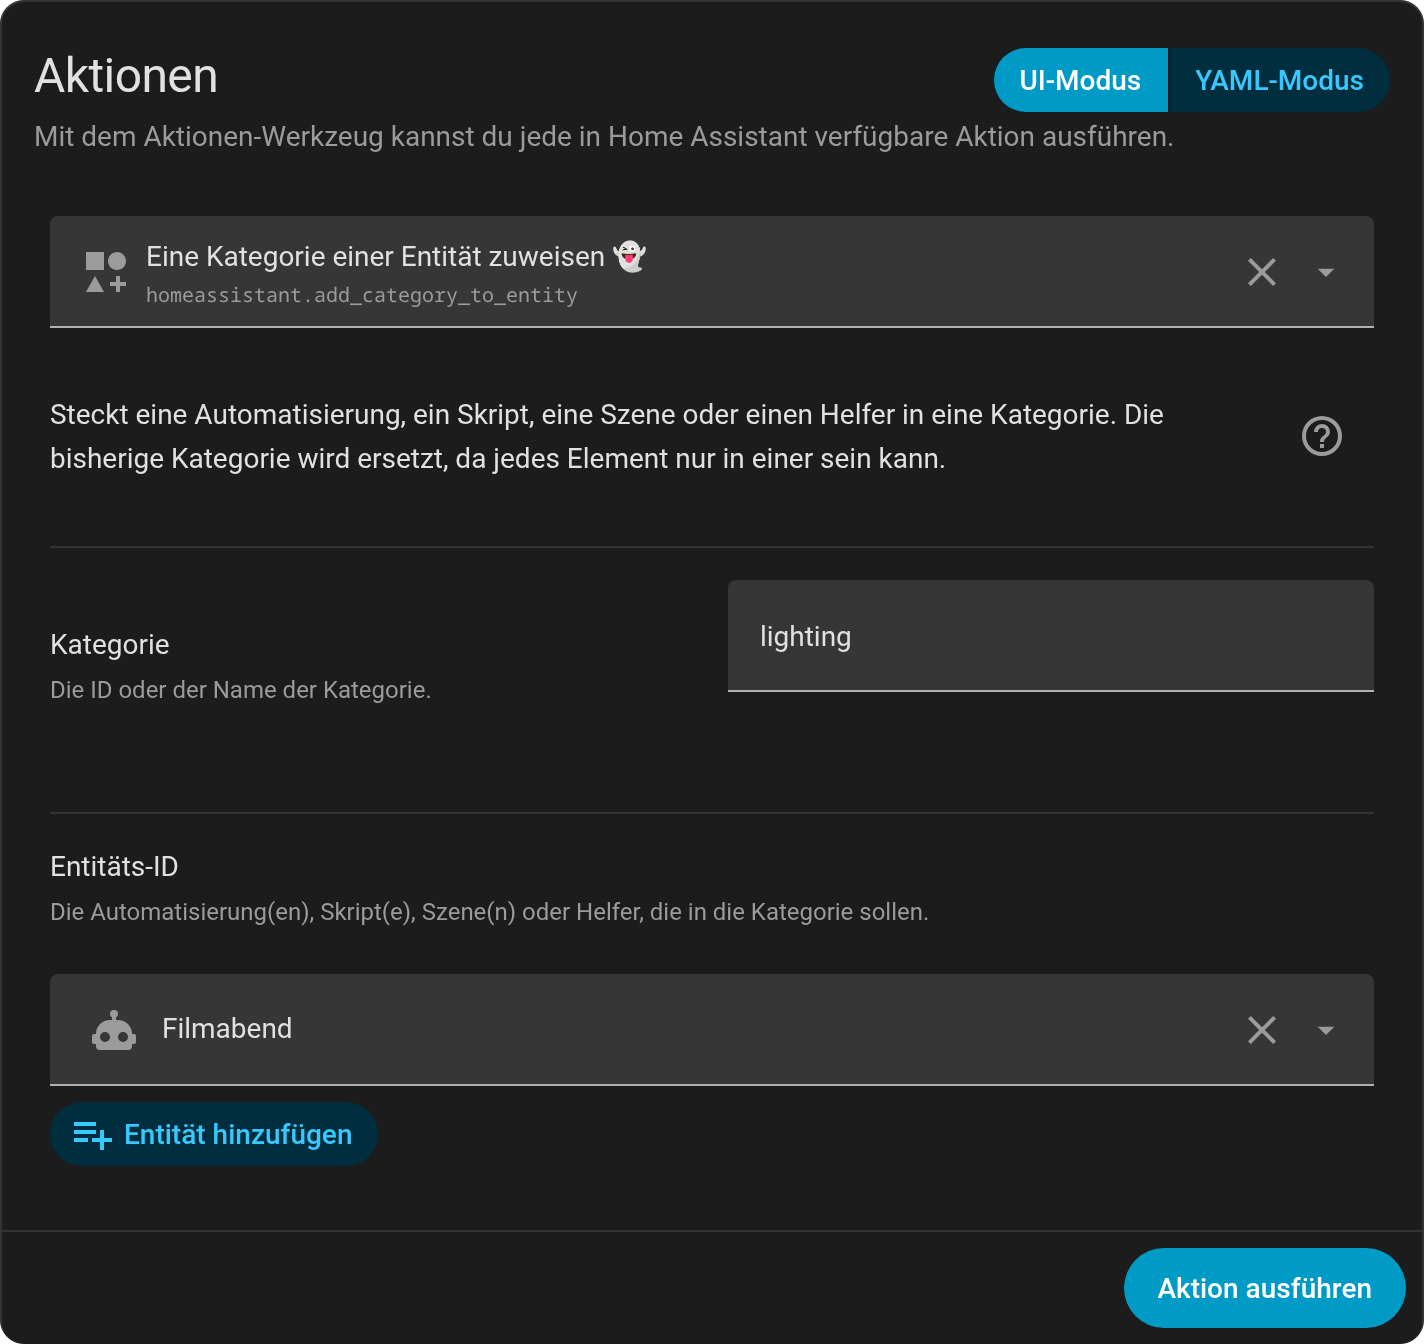 Aktionen
UI-Modus
YAML-Modus
Mit dem Aktionen-Werkzeug kannst du jede in Home Assistant verfügbare Aktion ausführen.
Eine Kategorie einer Entität zuweisen 👻
homeassistant.add_category_to_entity
Steckt eine Automatisierung, ein Skript, eine Szene oder einen Helfer in eine Kategorie. Die
bisherige Kategorie wird ersetzt, da jedes Element nur in einer sein kann.
Kategorie
Die ID oder der Name der Kategorie.
lighting
Entitäts-ID
Die Automatisierung(en), Skript(e), Szene(n) oder Helfer, die in die Kategorie sollen.
Filmabend
Entität hinzufügen
Aktion ausführen